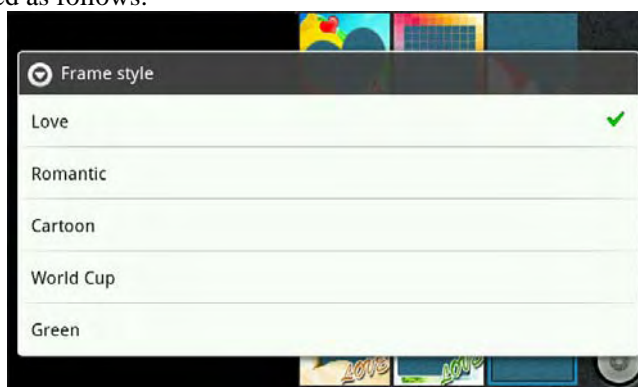 ed as follows:
Frame style
Love
Romantic
Cartoon
World Cup
Green
LOVE
LOVE